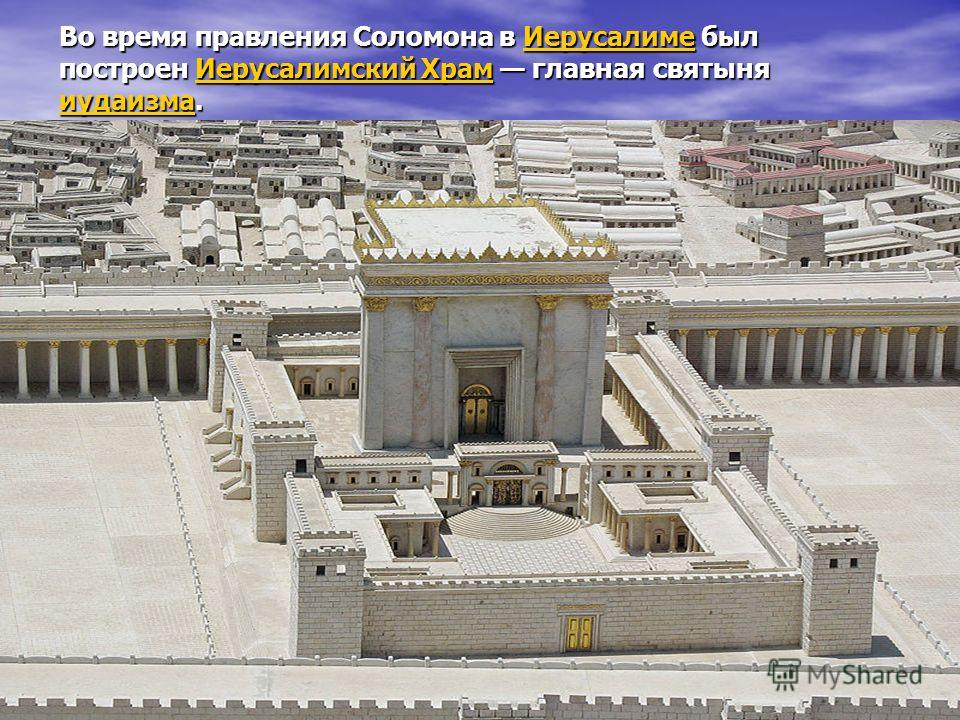 Во время правления Соломона в Иерусалиме был
построен Иерусалимский Храм — главная святыня
иудаизма.
MyShared